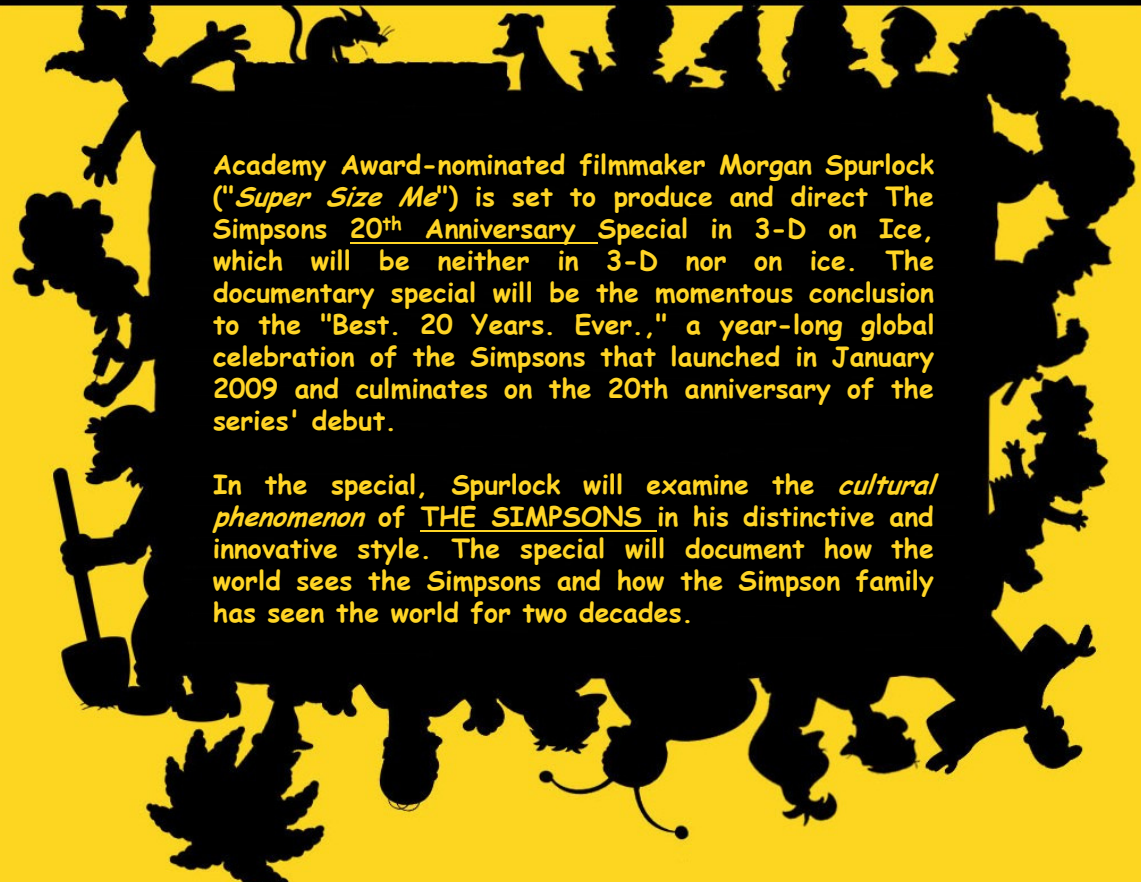 Academy Award-nominated filmmaker Morgan Spurlock
("Super Size Me") is set to produce and direct The
Simpsons 20th Anniversary Special in 3-D on Ice,
which will be neither in 3-D nor on ice. The
documentary special will be the momentous conclusion
to the "Best. 20 Years. Ever.," a year-long global
celebration of the Simpsons that launched in January
2009 and culminates on the 20th anniversary of the
series' debut.
In the special, Spurlock will examine the cultural
phenomenon of THE SIMPSONS in his distinctive and
innovative style. The special will document how the
world sees the Simpsons and how the Simpson family
has seen the world for two decades.